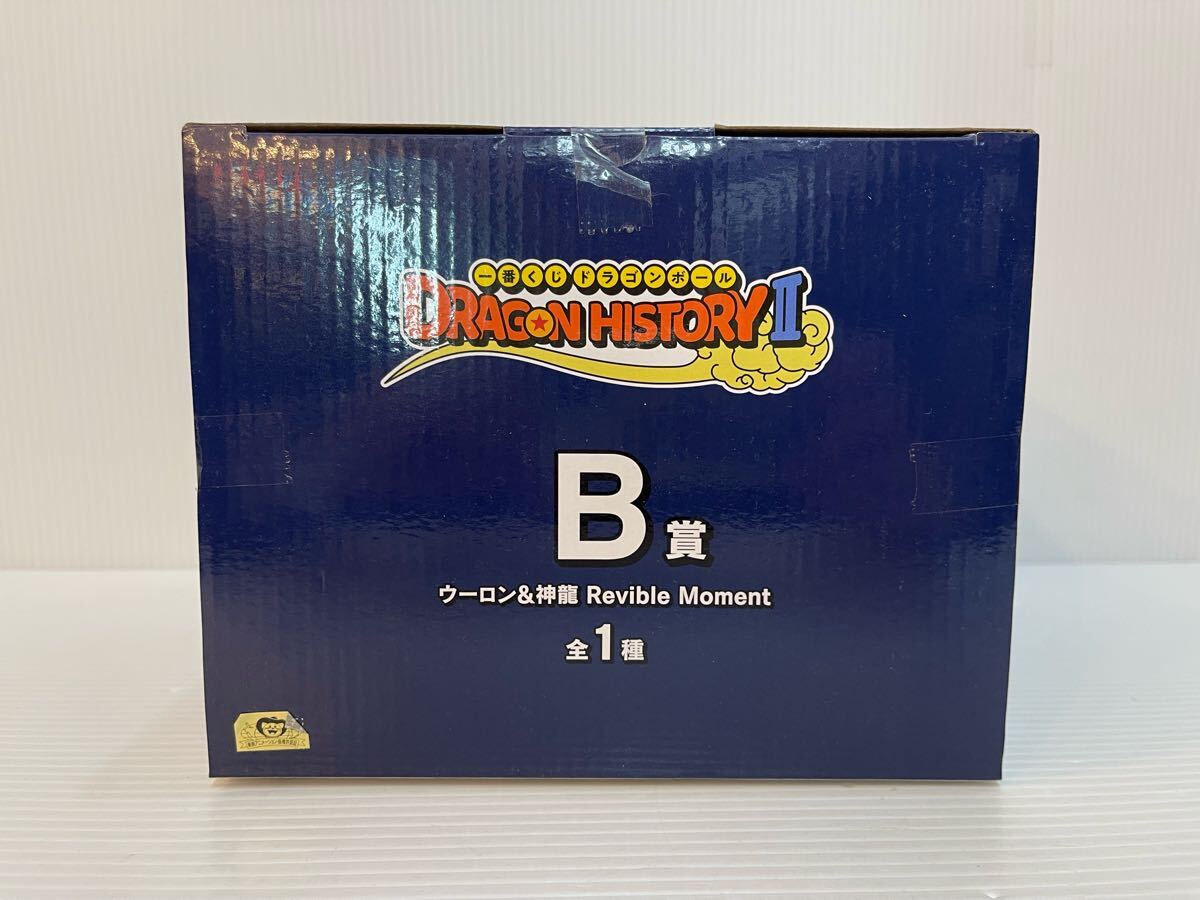 一番くじ ドラゴンボール
DRAGON HISTORY II
B賞
ウーロン&神龍 Revible Moment
全1種